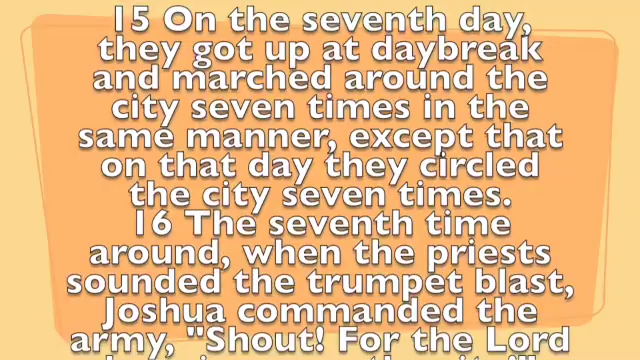 15 On the seventh day,
they got up at daybreak
and marched around the
city seven times in the
same manner, except that
on that day they circled
the city seven times.
16 The seventh time
around, when the priests
sounded the trumpet blast,
Joshua commanded the
army, "Shout! For the Lord